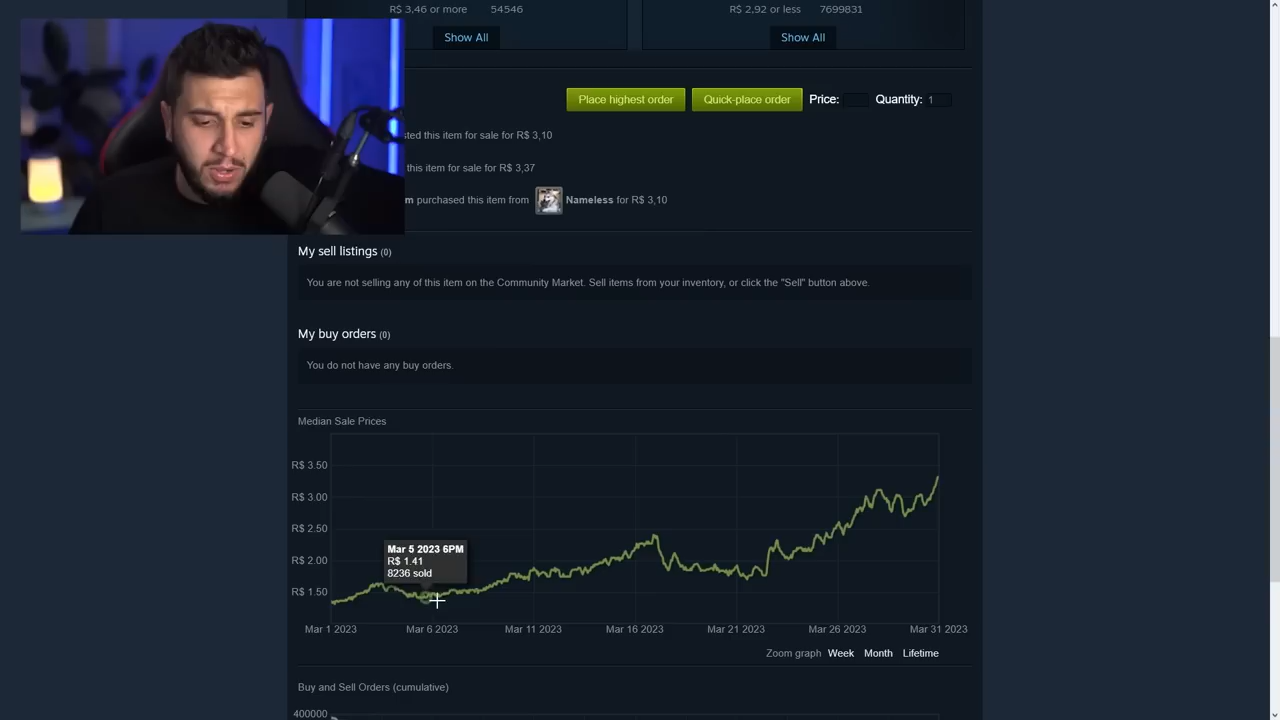 R$ 3,46 or more 54546
R$ 2,92 or less 7699831
Show All
Show All
Place highest order
Quick-place order
Price:
Quantity: 1
sted this item for sale for R$ 3,10
this item for sale for R$ 3,37
m purchased this item from Nameless for R$ 3,10
My sell listings (0)
You are not selling any of this item on the Community Market. Sell items from your inventory, or click the "Sell" button above.
My buy orders (0)
You do not have any buy orders.
Median Sale Prices
R$ 3.50
R$ 3.00
R$ 2.50
R$ 2.00
R$ 1.50
Mar 5 2023 6PM
R$ 1.41
8236 sold
Mar 1 2023 Mar 6 2023 Mar 11 2023 Mar 16 2023 Mar 21 2023 Mar 26 2023 Mar 31 2023
Zoom graph Week Month Lifetime
Buy and Sell Orders (cumulative)
400000